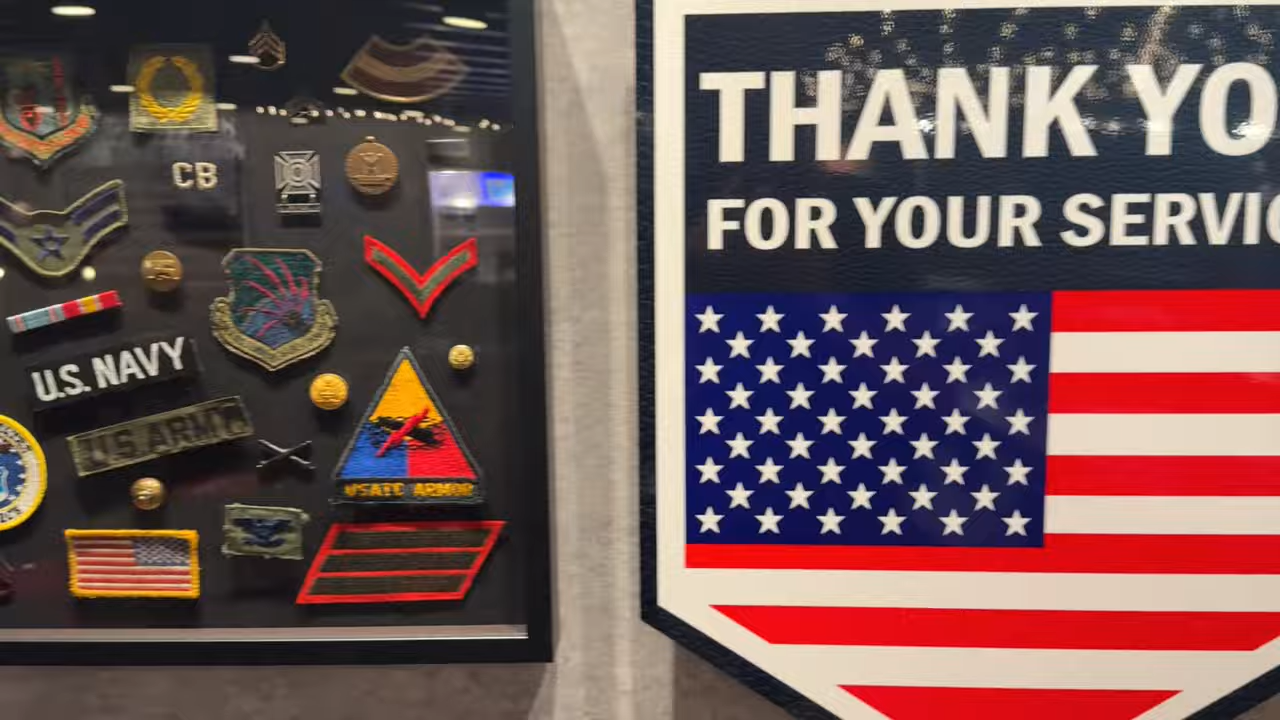 CB
U.S. NAVY
U.S. ARMY
USATC ARMOR
THANK YO
FOR YOUR SERVIC